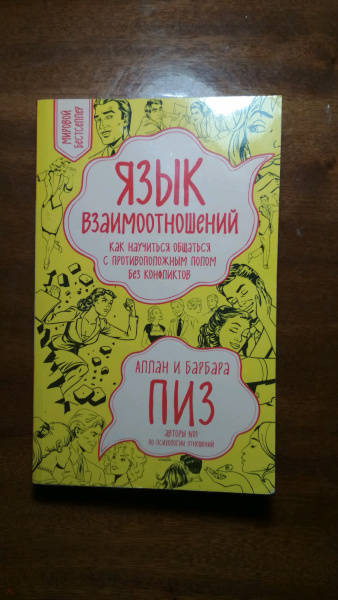 МИРОВОЙ
БЕСТСЕЛЛЕР
ЯЗЫК
ВЗАИМООТНОШЕНИЙ
КАК НАУЧИТЬСЯ ОБЩАТЬСЯ
С ПРОТИВОПОЛОЖНЫМ ПОЛОМ
БЕЗ КОНФЛИКТОВ
АЛЛАН И БАРБАРА
ПИЗ
АВТОРЫ №1
ПО ПСИХОЛОГИИ ОТНОШЕНИЙ